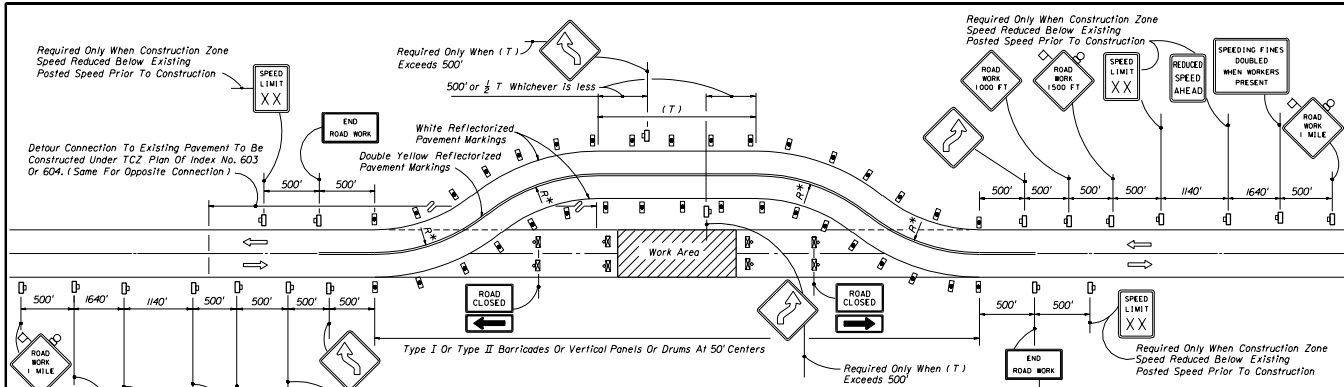 Required Only When Construction Zone
Speed Reduced Below Existing
Posted Speed Prior To Construction
SPEED
LIMIT
XX
END
ROAD WORK
Detour Connection To Existing Pavement To Be
Constructed Under TCZ Plan Of Index No. 603
Or 604. (Same For Opposite Connection)
500'
500'
Required Only When (T)
Exceeds 500'
500' or ½ T Whichever is less
(T)
White Reflectorized
Pavement Markings
Double Yellow Reflectorized
Pavement Markings
R*
R*
R*
R*
Work Area
Required Only When Construction Zone
Speed Reduced Below Existing
Posted Speed Prior To Construction
ROAD
WORK
1000 FT
ROAD
WORK
1500 FT
SPEED
LIMIT
XX
REDUCED
SPEED
AHEAD
SPEEDING FINES
DOUBLED
WHEN WORKERS
PRESENT
ROAD
WORK
1 MILE
500'
500'
500'
500'
1140'
1640'
500'
500'
1640'
1140'
500'
500'
500'
500'
ROAD
WORK
1 MILE
ROAD
CLOSED
ROAD
CLOSED
Type I Or Type II Barricades Or Vertical Panels Or Drums At 50' Centers
Required Only When (T)
Exceeds 500'
500'
500'
SPEED
LIMIT
XX
END
ROAD WORK
Required Only When Construction Zone
Speed Reduced Below Existing
Posted Speed Prior To Construction